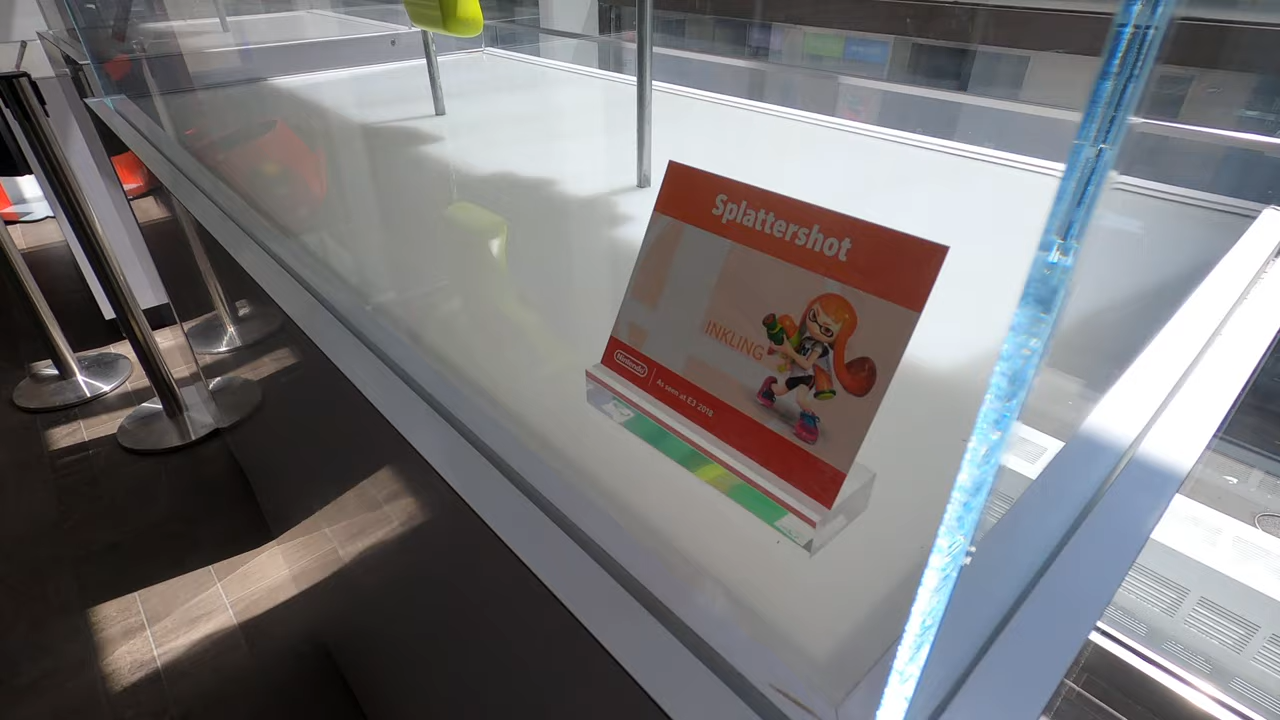 Splattershot
INKLING
Nintendo
As seen at E3 2018